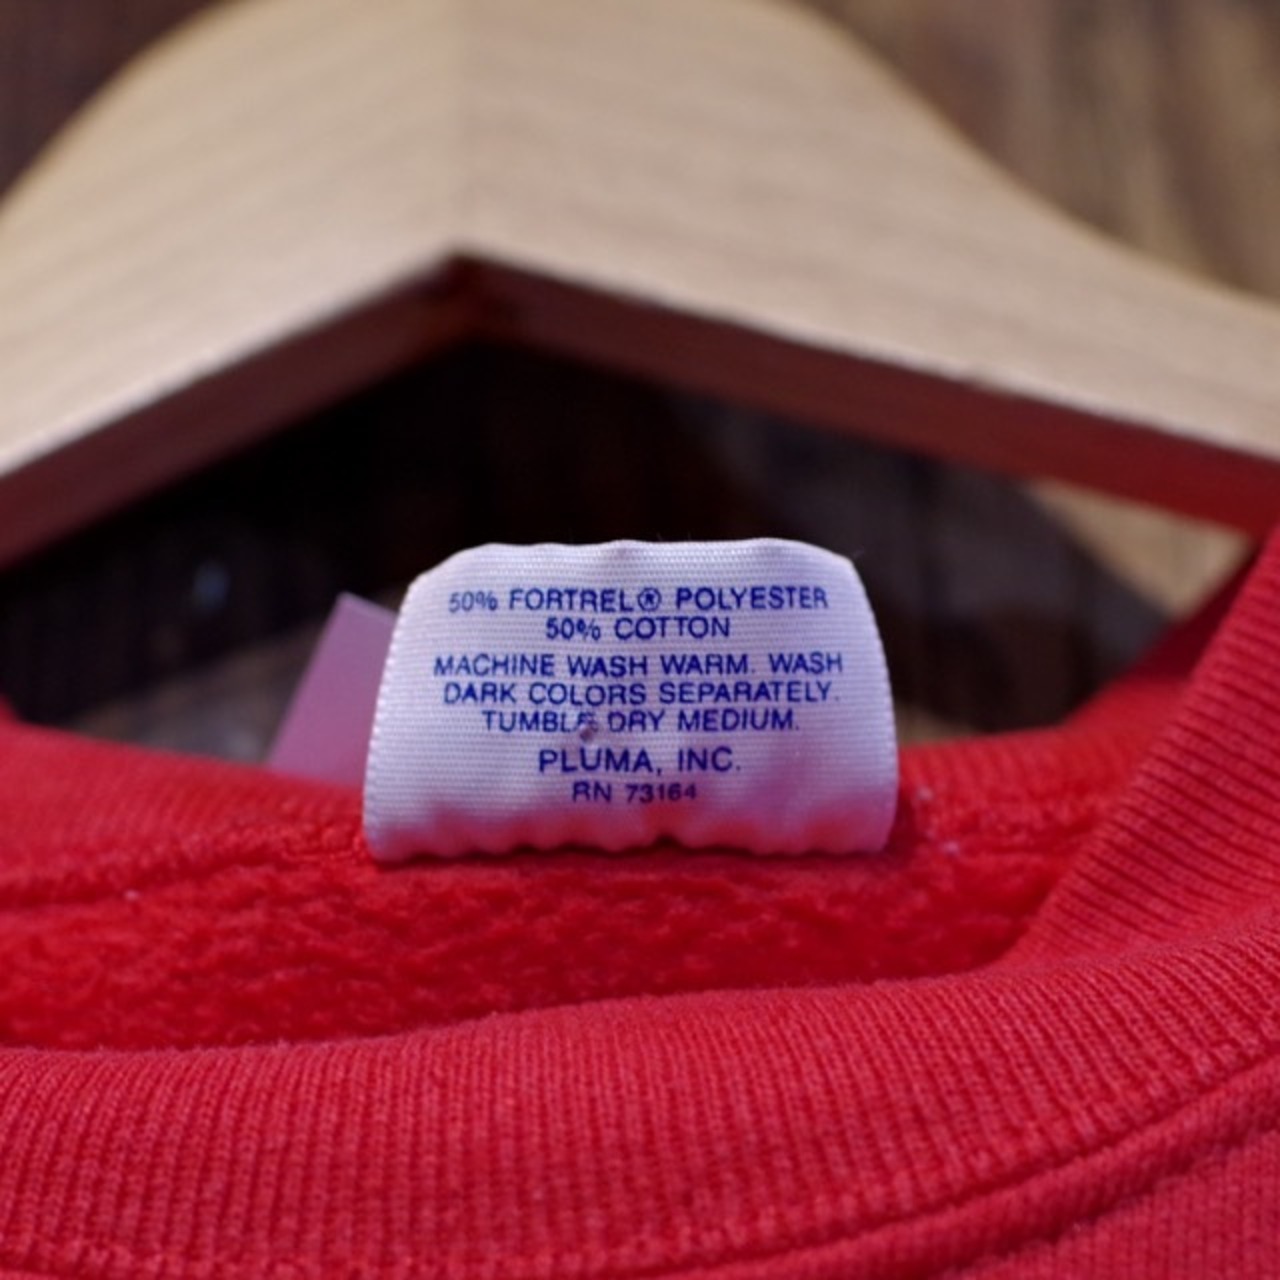 50% FORTREL® POLYESTER
50% COTTON
MACHINE WASH WARM. WASH
DARK COLORS SEPARATELY.
TUMBLE DRY MEDIUM.
PLUMA, INC.
RN 73164